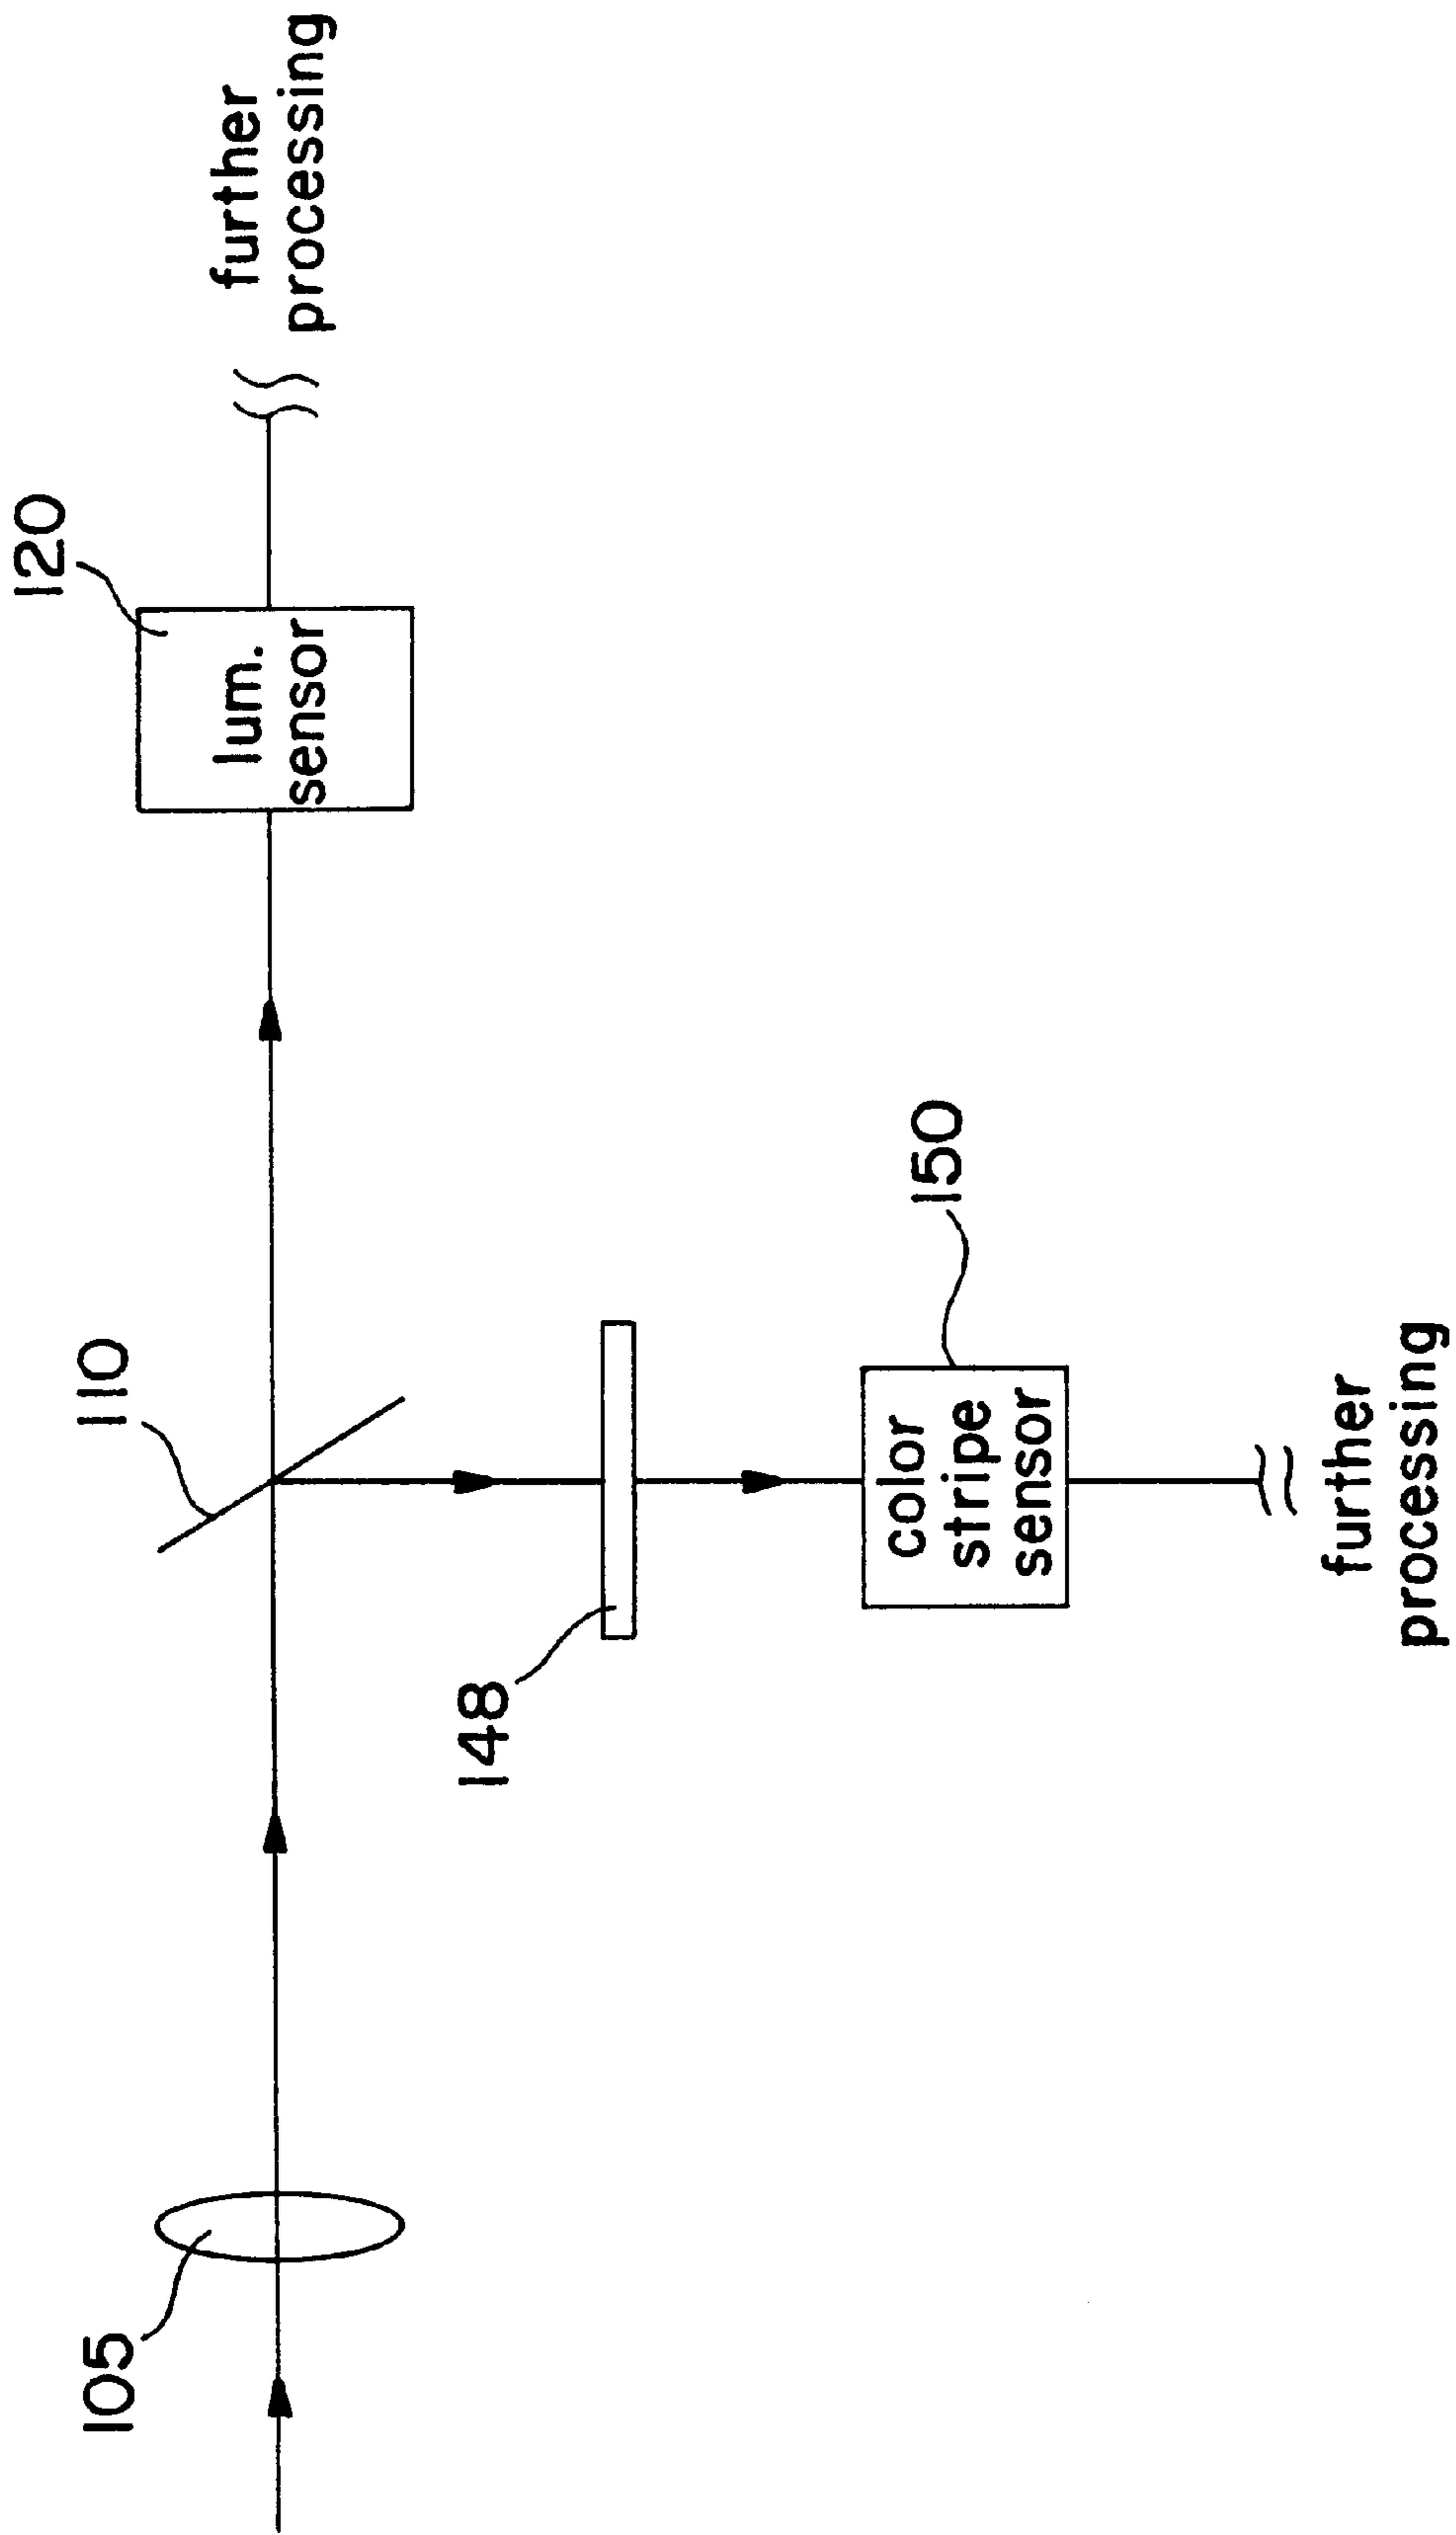 105
110
120
lum.
sensor
further
processing
148
150
color
stripe
sensor
further
processing